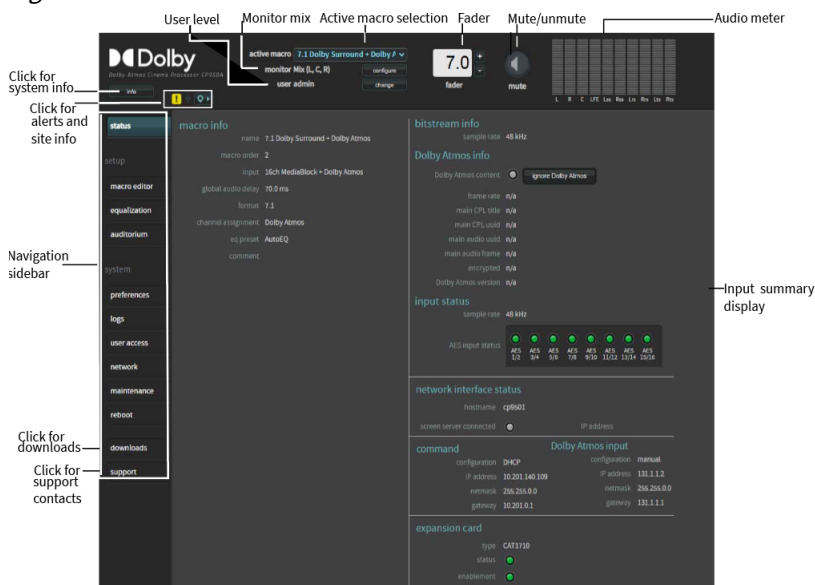 User level
Monitor mix
Active macro selection
Fader
Mute/unmute
Audio meter
Dolby
Dolby Atmos Cinema Processor CP950A
info
active macro 7.1 Dolby Surround + Dolby
monitor Mix (L, C, R) configure
user admin change
7.0
+
-
fader
mute
L R C LFE Lss Rss Lrs Rrs Lts Rts
Click for
system info
Click for
alerts and
site info
Navigation
sidebar
Click for
downloads
Click for
support
contacts
Input summary
display
status
setup
macro editor
equalization
auditorium
system
preferences
logs
user access
network
maintenance
reboot
downloads
support
macro info
name 7.1 Dolby Surround + Dolby Atmos
macro order 2
input 16ch MediaBlock + Dolby Atmos
global audio delay 70.0 ms
format 7.1
channel assignment Dolby Atmos
eq preset AutoEQ
comment
bitstream info
sample rate 48 kHz
Dolby Atmos info
Dolby Atmos content ignore Dolby Atmos
frame rate n/a
main CPL title n/a
main CPL uuid n/a
main audio uuid n/a
main audio frame n/a
encrypted n/a
Dolby Atmos version n/a
input status
sample rate 48 kHz
AES input status
AES AES AES AES AES AES AES AES
1/2 3/4 5/6 7/8 9/10 11/12 13/14 15/16
network interface status
hostname cp9501
screen server connected IP address
command
configuration DHCP
IP address 10.201.140.109
netmask 255.255.0.0
gateway 10.201.0.1
Dolby Atmos input
configuration manual
IP address 131.1.1.2
netmask 255.255.0.0
gateway 131.1.1.1
expansion card
type CAT1710
status
enablement